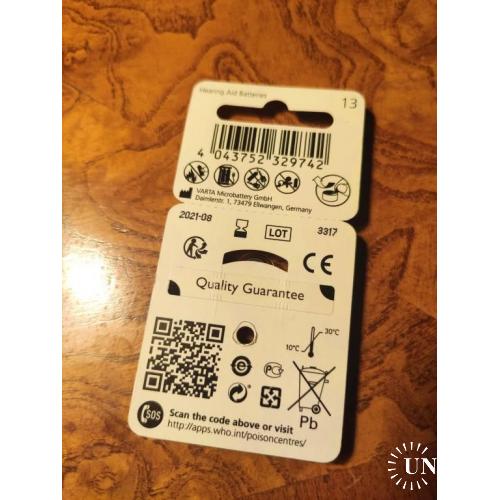 Hearing Aid Batteries
13
4 043752 329742
VARTA Microbattery GmbH
Daimlerstr. 1, 73479 Ellwangen, Germany
2021-08
LOT
3317
CE
Quality Guarantee
30°C
10°C
Pb
SOS
Scan the code above or visit
http://apps.who.int/poisoncentres/
UN